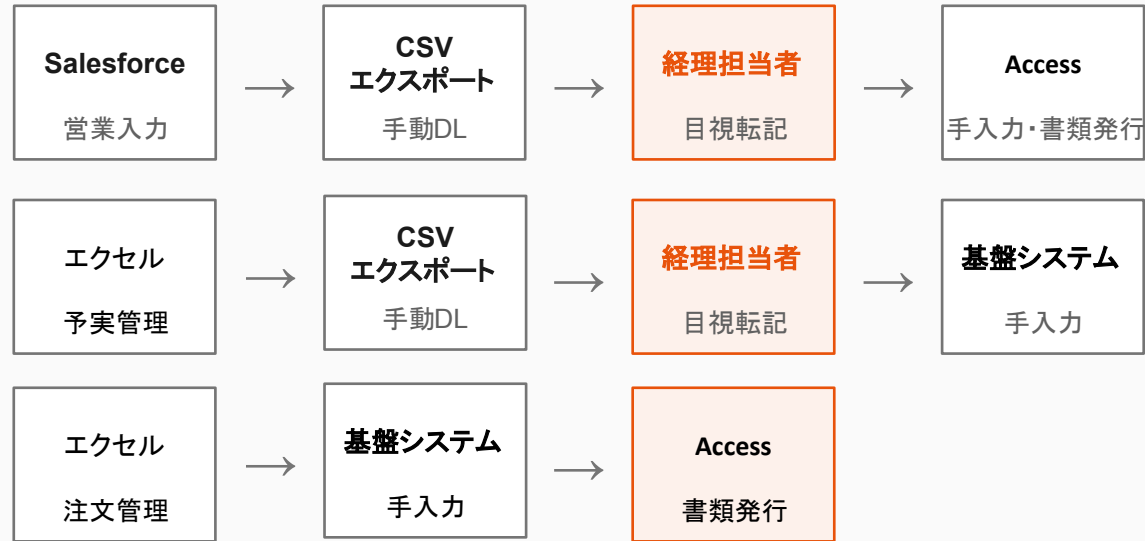 Salesforce
営業入力
CSV
エクスポート
手動DL
経理担当者
目視転記
Access
手入力・書類発行
エクセル
予実管理
CSV
エクスポート
手動DL
経理担当者
目視転記
基盤システム
手入力
エクセル
注文管理
基盤システム
手入力
Access
書類発行